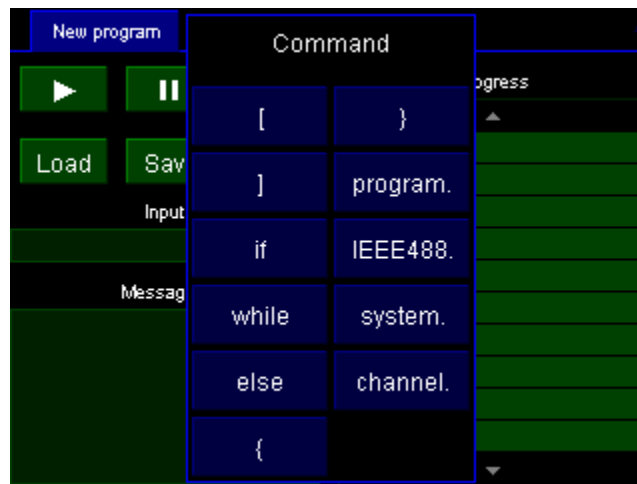 New program
Command
ogress
[ }
Load Sav
] program.
Input
if IEEE488.
Messag
while system.
else channel.
{